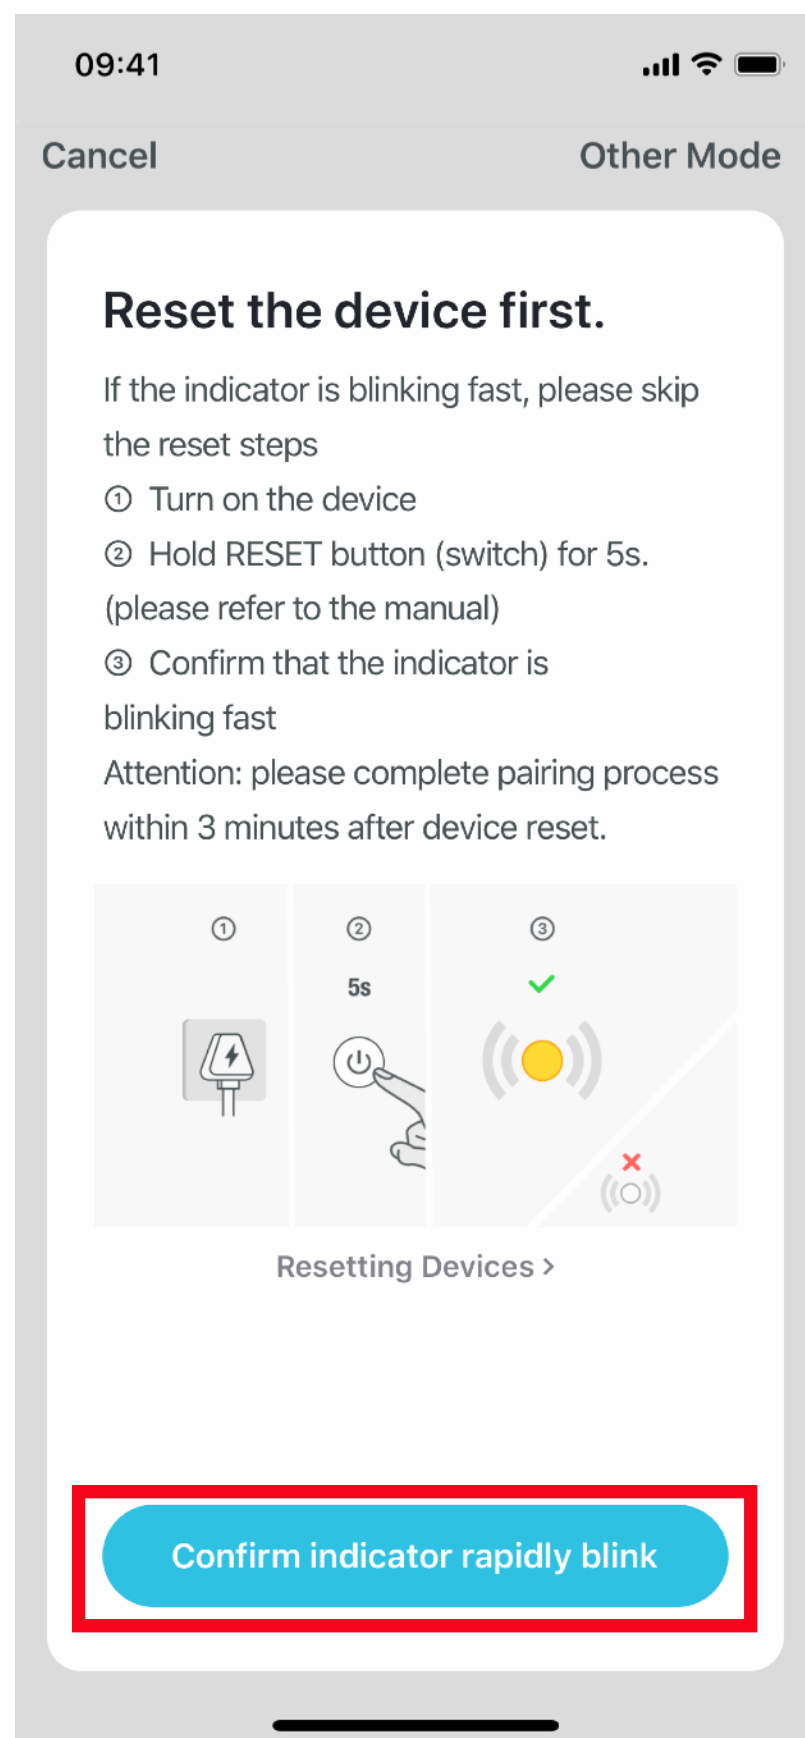 09:41
Cancel
Other Mode
Reset the device first.
If the indicator is blinking fast, please skip
the reset steps
① Turn on the device
② Hold RESET button (switch) for 5s.
(please refer to the manual)
③ Confirm that the indicator is
blinking fast
Attention: please complete pairing process
within 3 minutes after device reset.
① ② ③
5s
Resetting Devices >
Confirm indicator rapidly blink